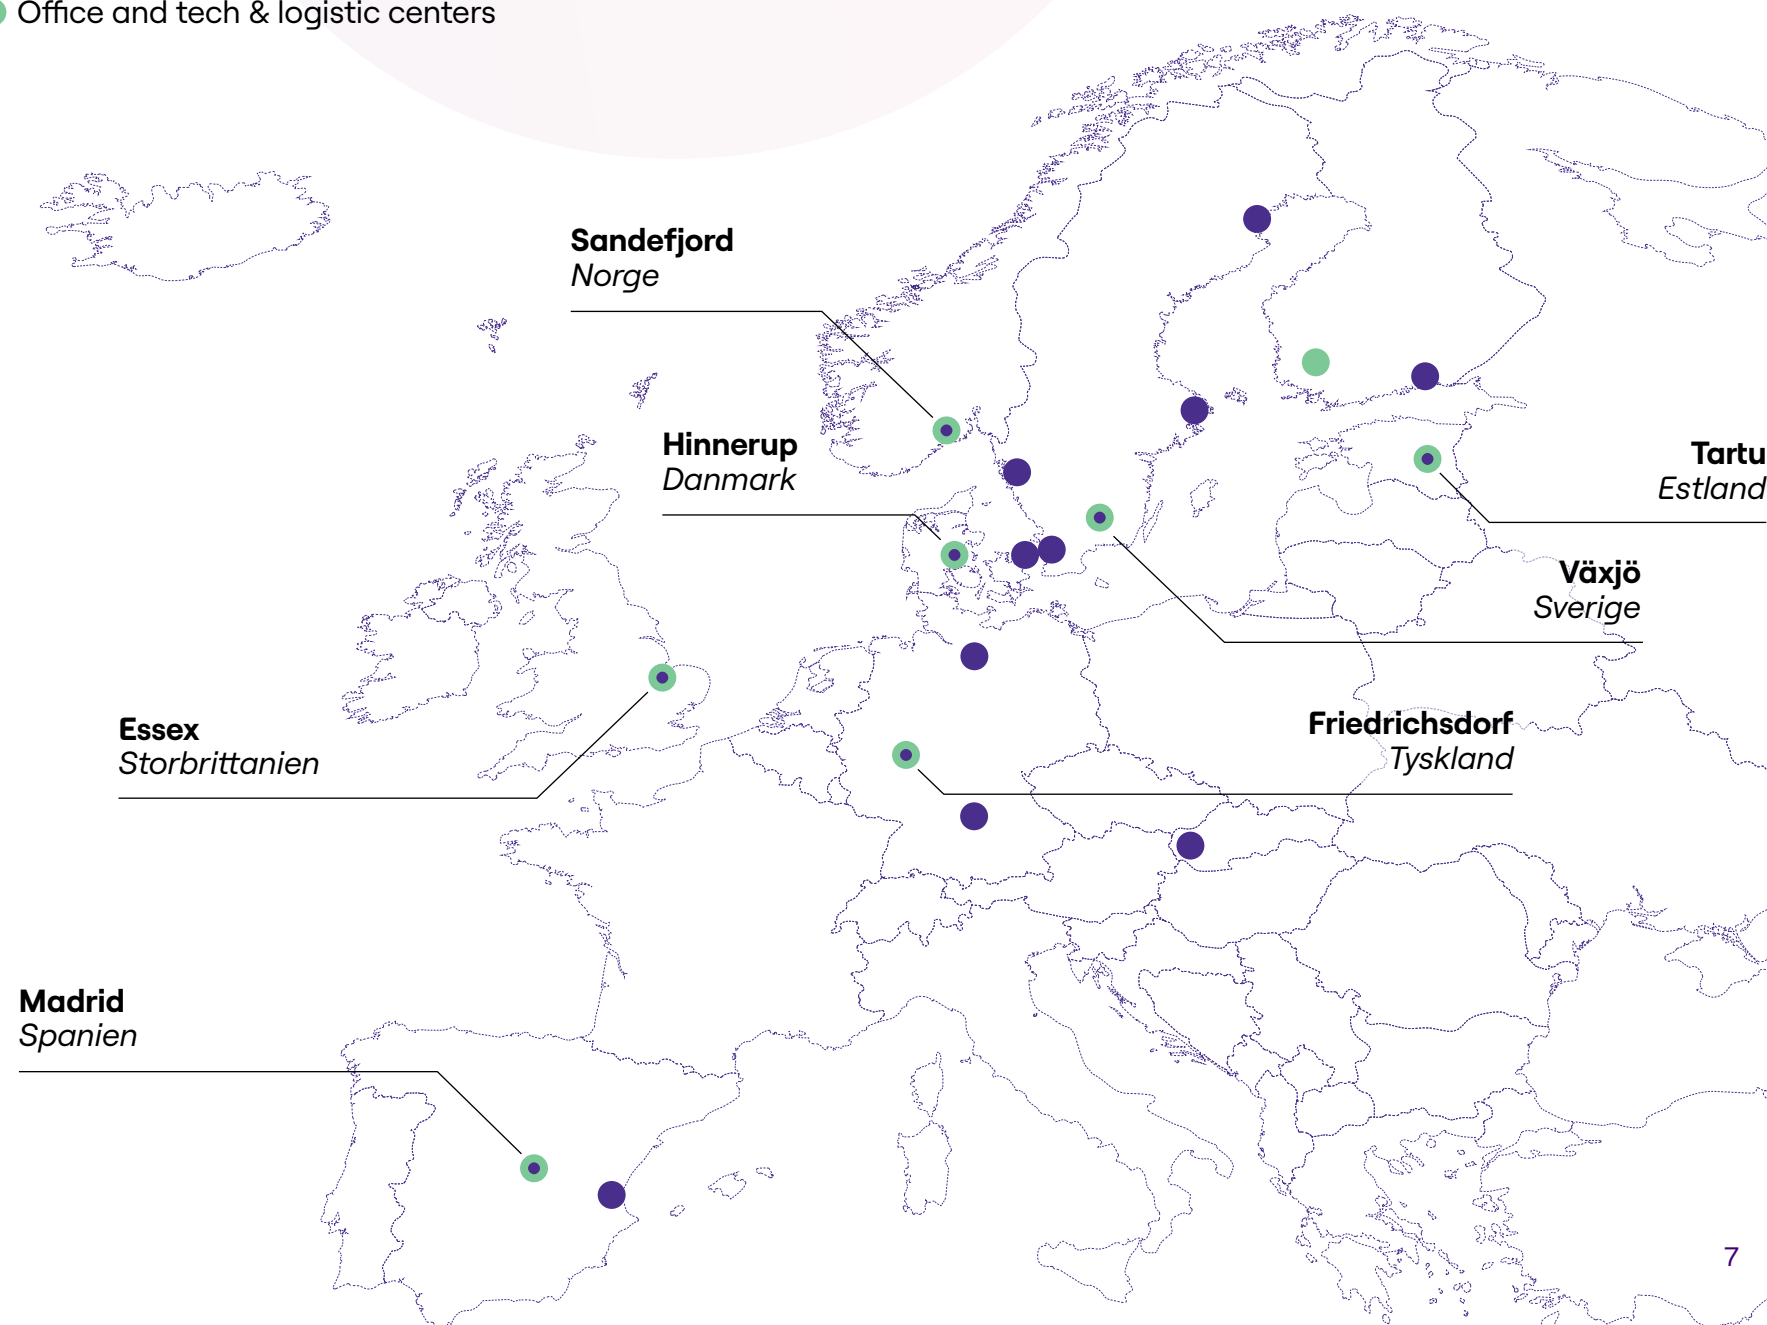 Office and tech & logistic centers
Sandefjord
Norge
Hinnerup
Danmark
Tartu
Estland
Växjö
Sverige
Essex
Storbrittanien
Friedrichsdorf
Tyskland
Madrid
Spanien
7